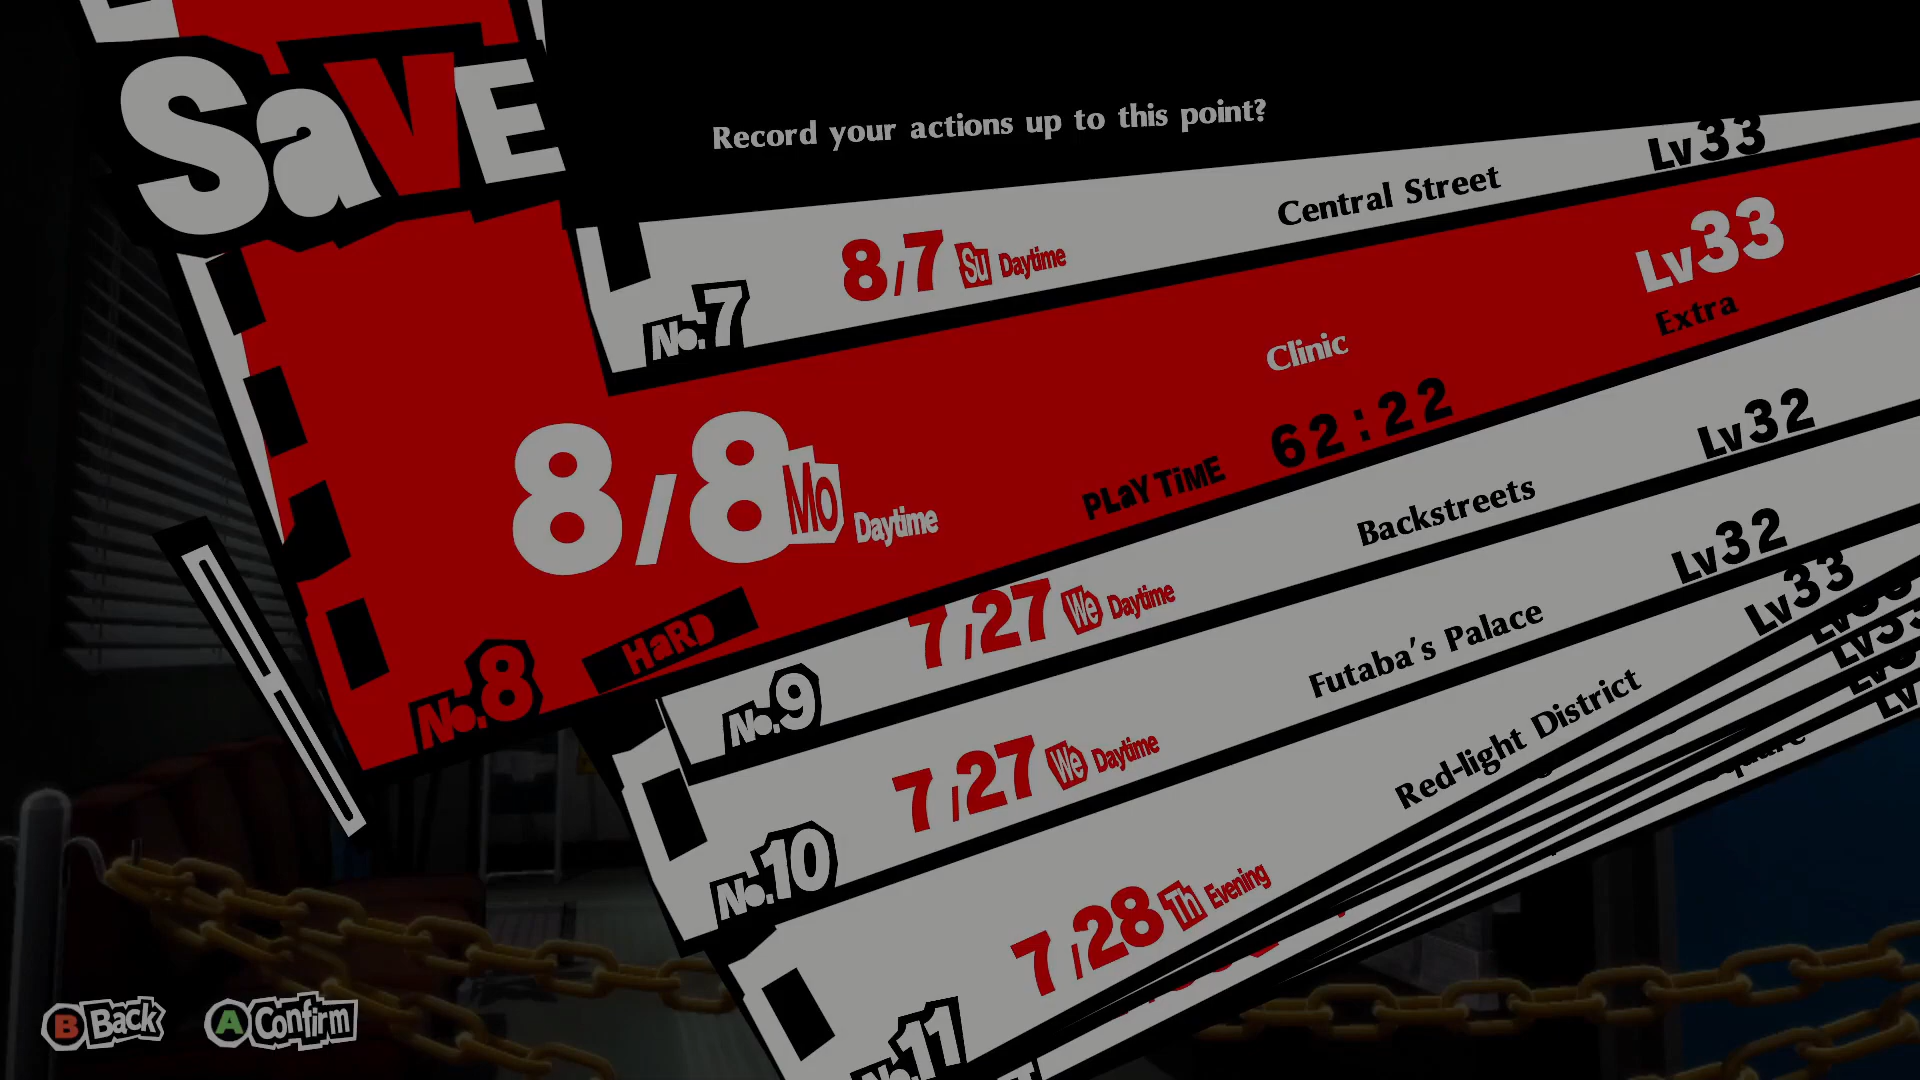 SaVE
Record your actions up to this point?
No.7 8/7 Su Daytime Central Street Lv33
No.8 8/8 Mo Daytime Clinic Lv33
Extra
PLaY TiME 62:22
HaRD
No.9 7/27 We Daytime Backstreets Lv32
No.10 7/27 We Daytime Futaba's Palace Lv32
No.11 7/28 Th Evening Red-light District Lv33
B Back A Confirm